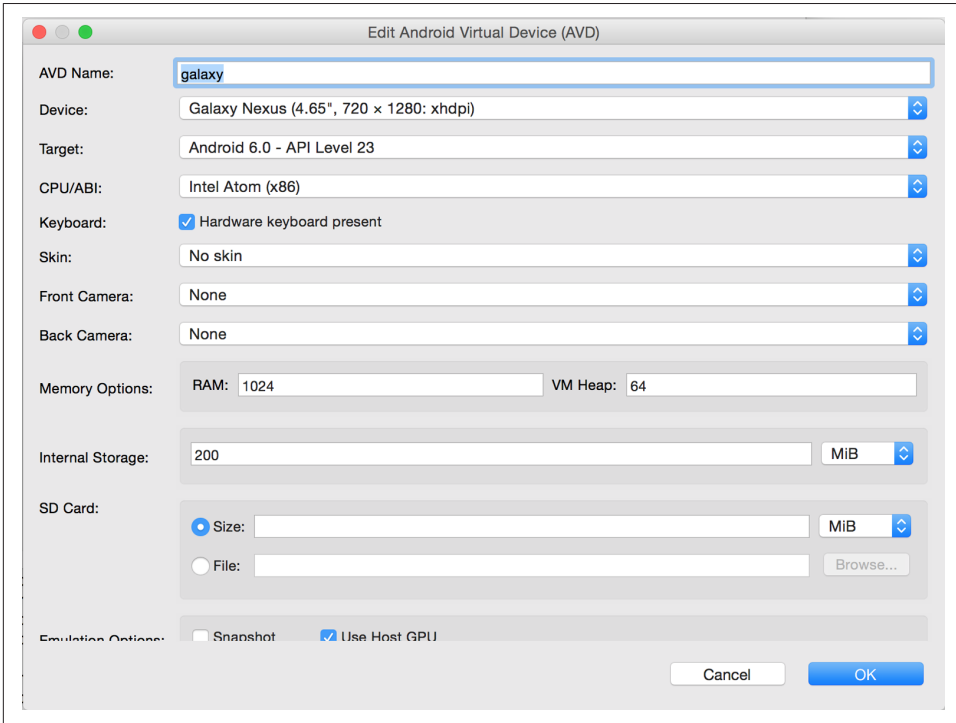 Edit Android Virtual Device (AVD)
AVD Name: galaxy
Device: Galaxy Nexus (4.65", 720 × 1280: xhdpi)
Target: Android 6.0 - API Level 23
CPU/ABI: Intel Atom (x86)
Keyboard: Hardware keyboard present
Skin: No skin
Front Camera: None
Back Camera: None
Memory Options: RAM: 1024 VM Heap: 64
Internal Storage: 200 MiB
SD Card:
Size: MiB
File: Browse...
Emulation Options: Snapshot Use Host GPU
Cancel OK